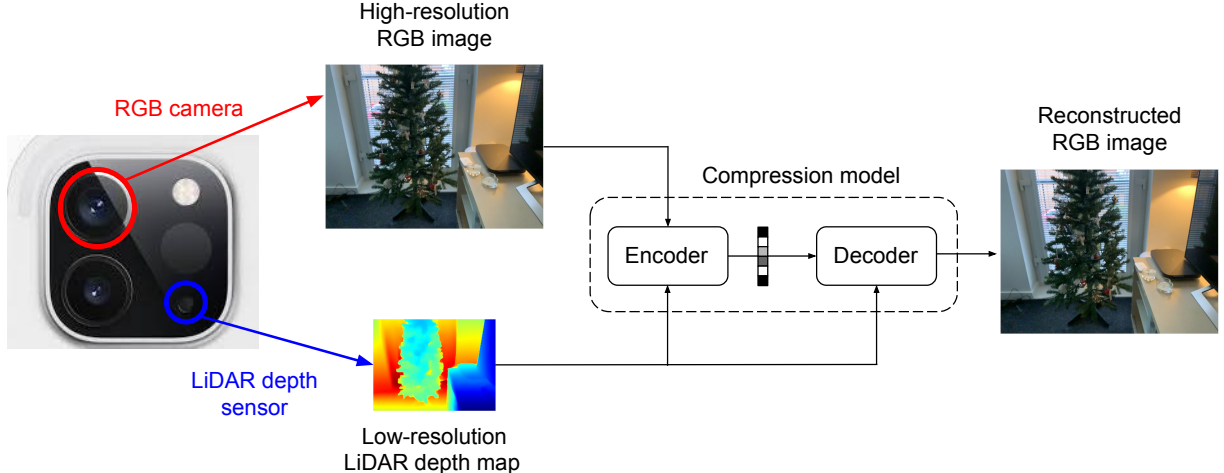 High-resolution
RGB image
RGB camera
Reconstructed
RGB image
Compression model
Encoder
Decoder
LiDAR depth
sensor
Low-resolution
LiDAR depth map